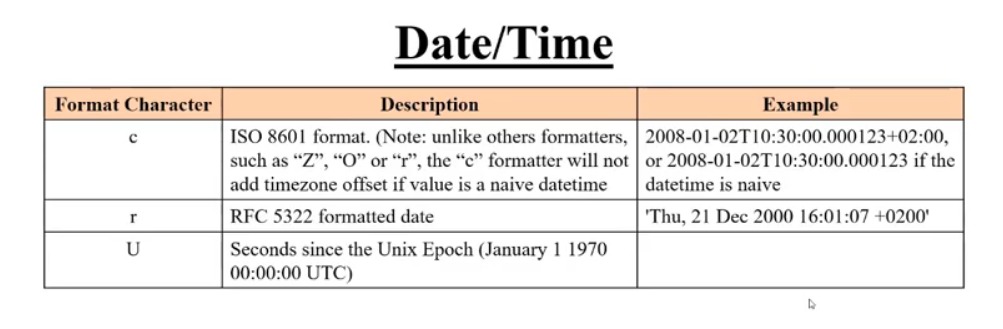 Date/Time
Format Character Description Example
c ISO 8601 format. (Note: unlike others formatters, 2008-01-02T10:30:00.000123+02:00,
such as “Z”, “O” or “r”, the “c” formatter will not or 2008-01-02T10:30:00.000123 if the
add timezone offset if value is a naive datetime datetime is naive
r RFC 5322 formatted date 'Thu, 21 Dec 2000 16:01:07 +0200'
U Seconds since the Unix Epoch (January 1 1970
00:00:00 UTC)